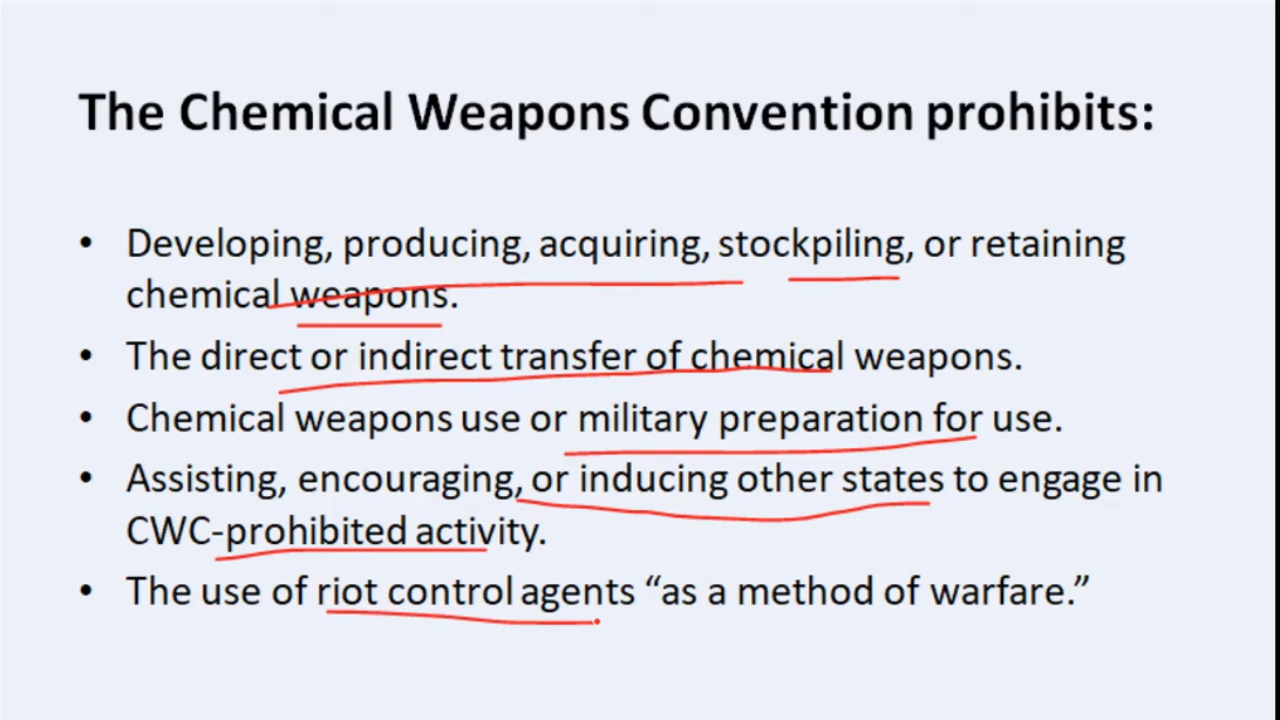 The Chemical Weapons Convention prohibits:
• Developing, producing, acquiring, stockpiling, or retaining
chemical weapons.
• The direct or indirect transfer of chemical weapons.
• Chemical weapons use or military preparation for use.
• Assisting, encouraging, or inducing other states to engage in
CWC-prohibited activity.
• The use of riot control agents “as a method of warfare.”